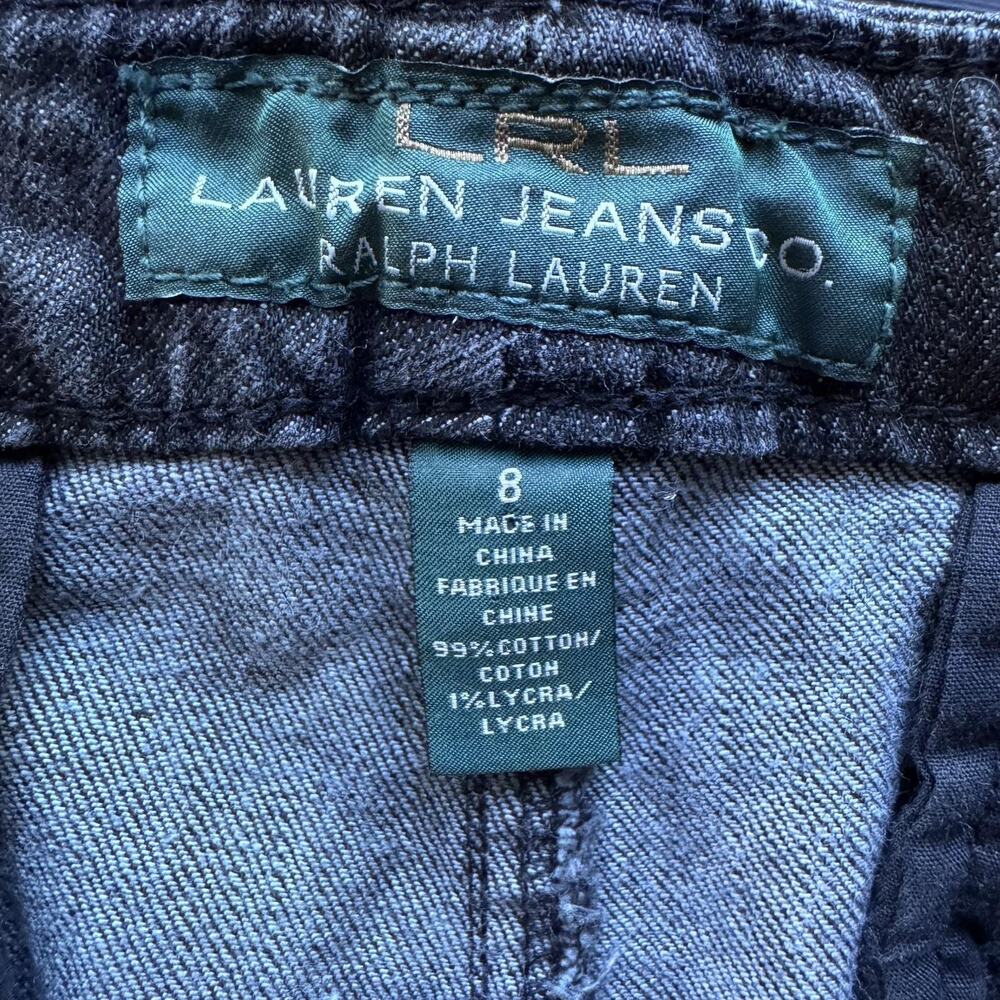 LRL
LAUREN JEANS CO.
RALPH LAUREN
8
MADE IN
CHINA
FABRIQUE EN
CHINE
99% COTTON/
COTON
1% LYCRA/
LYCRA